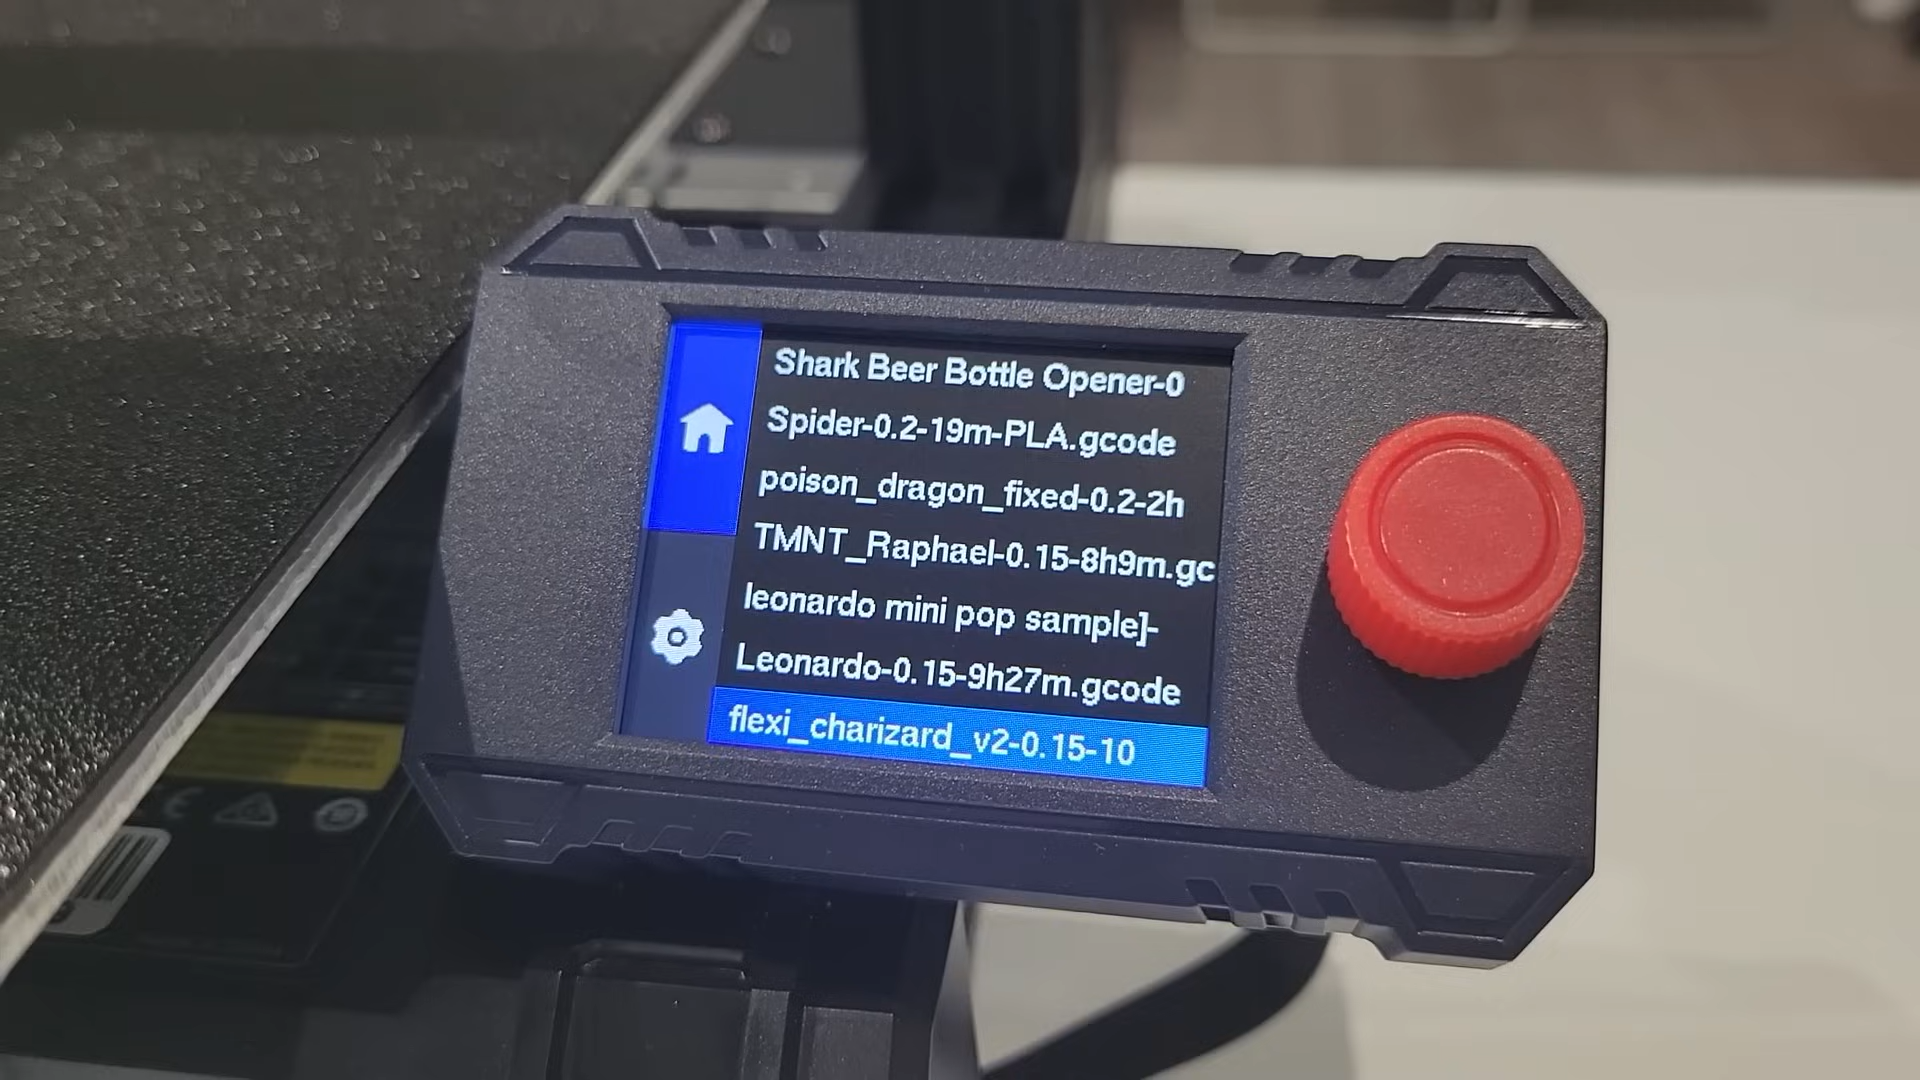 Shark Beer Bottle Opener-0
Spider-0.2-19m-PLA.gcode
poison_dragon_fixed-0.2-2h
TMNT_Raphael-0.15-8h9m.gc
leonardo mini pop sample]-
Leonardo-0.15-9h27m.gcode
flexi_charizard_v2-0.15-10
CE